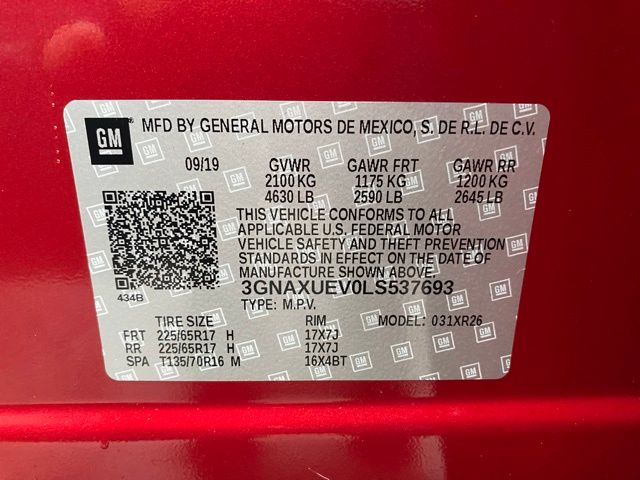 GM MFD BY GENERAL MOTORS DE MEXICO, S. DE R.L. DE C.V.
09/19 GVWR GAWR FRT GAWR RR
2100 KG 1175 KG 1200 KG
4630 LB 2590 LB 2645 LB
THIS VEHICLE CONFORMS TO ALL
APPLICABLE U.S. FEDERAL MOTOR
VEHICLE SAFETY AND THEFT PREVENTION
STANDARDS IN EFFECT ON THE DATE
OF MANUFACTURE SHOWN ABOVE.
3GNAXUEV0LS537693
434B TYPE: M.P.V.
TIRE SIZE RIM MODEL: 031XR26
FRT 225/65R17 H 17X7J
RR 225/65R17 H 17X7J
SPA T135/70R16 M 16X4BT